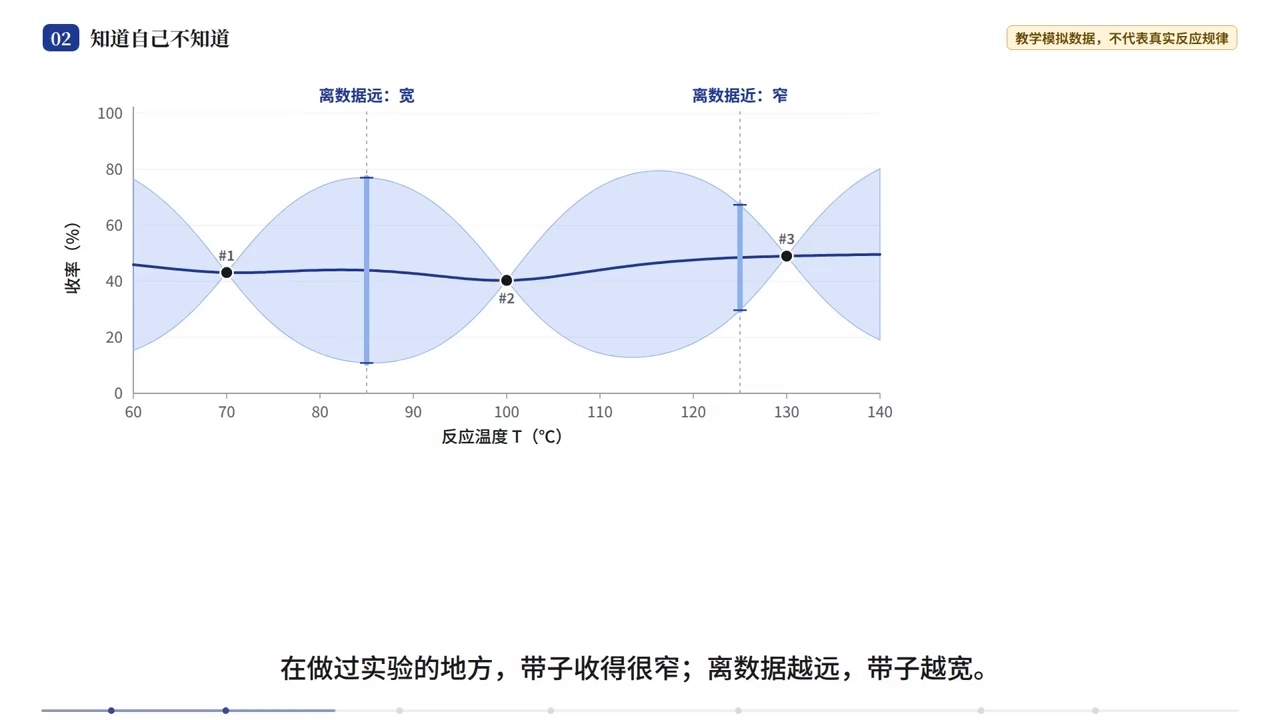 02 知道自己不知道
教学模拟数据，不代表真实反应规律
离数据远：宽
离数据近：窄
100
80
60
40
20
0
收率（%）
#1
#2
#3
60 70 80 90 100 110 120 130 140
反应温度 T（℃）
在做过实验的地方，带子收得很窄；离数据越远，带子越宽。